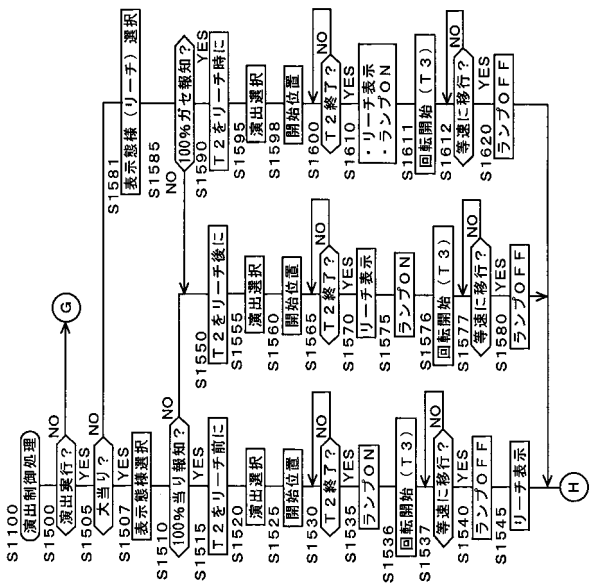 S1100
演出制御処理
S1500
演出実行?
NO
G
S1505
YES
大当り?
NO
S1507
YES
表示態様選択
S1510
100%当り報知?
NO
S1515
YES
T2をリーチ前に
S1520
演出選択
S1525
開始位置
S1530
NO
T2終了?
S1535
YES
ランプON
S1536
回転開始(T3)
S1537
NO
等速に移行?
S1540
YES
ランプOFF
S1545
リーチ表示
H
S1550
T2をリーチ後に
S1555
演出選択
S1560
開始位置
S1565
NO
T2終了?
S1570
YES
リーチ表示
S1575
ランプON
S1576
回転開始(T3)
S1577
NO
等速に移行?
S1580
YES
ランプOFF
S1581
表示態様(リーチ)選択
S1585
100%ガセ報知?
NO
S1590
YES
T2をリーチ時に
S1595
演出選択
S1598
開始位置
S1600
NO
T2終了?
S1610
YES
・リーチ表示
・ランプON
S1611
回転開始(T3)
S1612
NO
等速に移行?
S1620
YES
ランプOFF